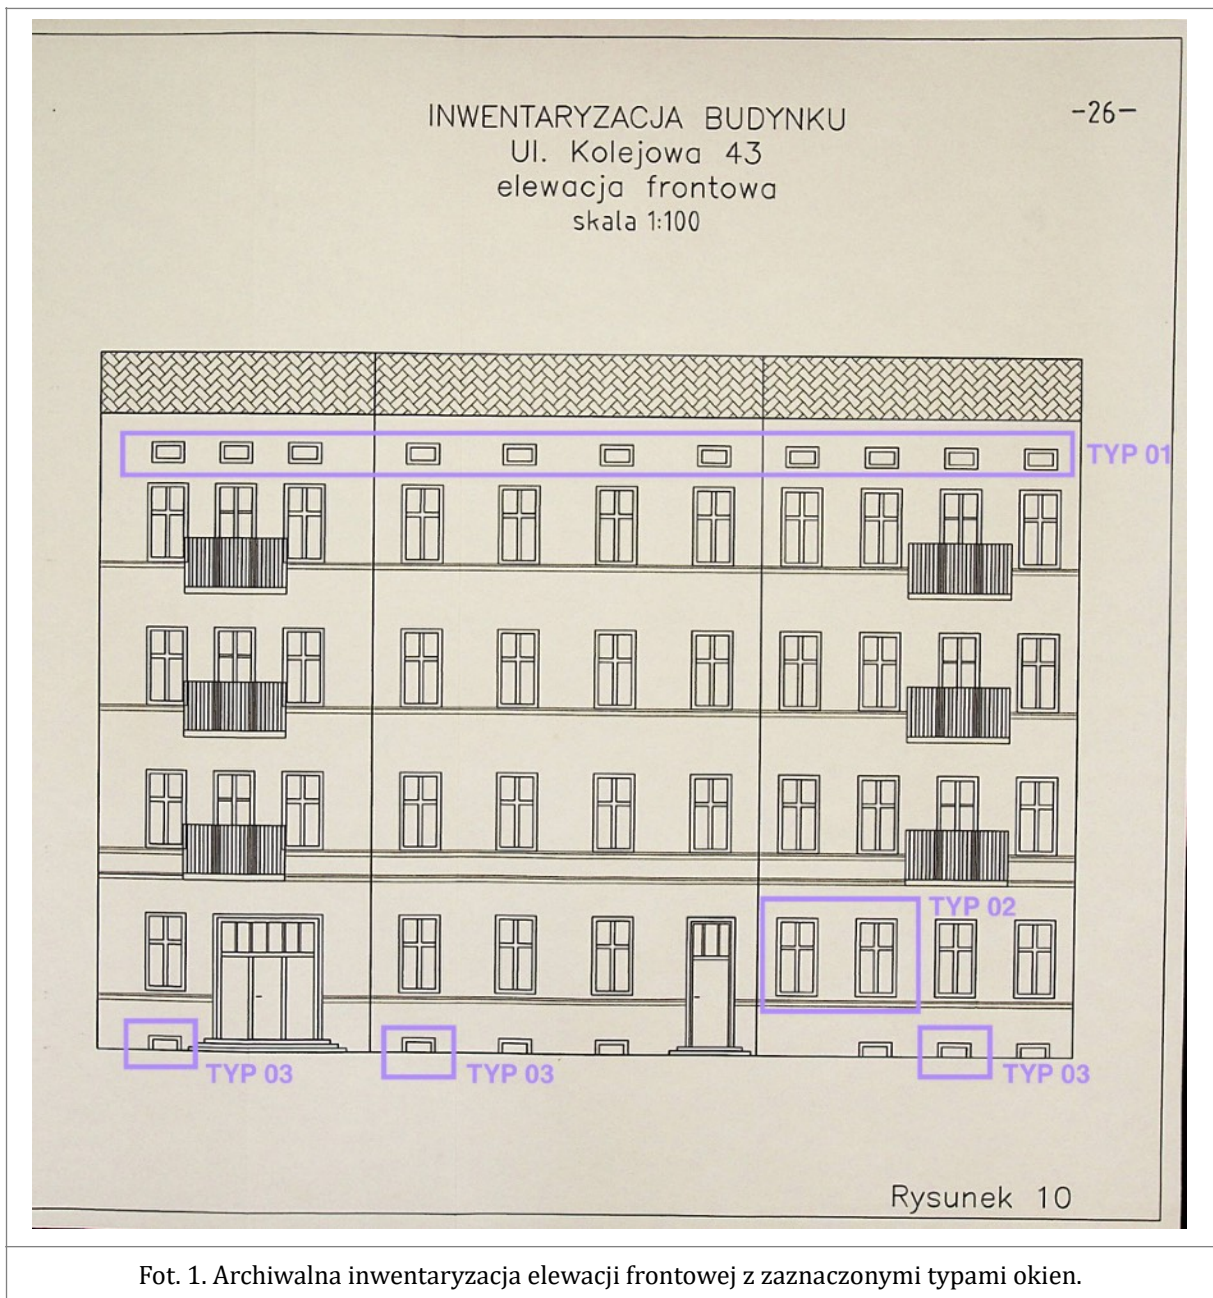 INWENTARYZACJA BUDYNKU
-26-
Ul. Kolejowa 43
elewacja frontowa
skala 1:100
TYP 01
TYP 02
TYP 03
TYP 03
TYP 03
Rysunek 10
Fot. 1. Archiwalna inwentaryzacja elewacji frontowej z zaznaczonymi typami okien.